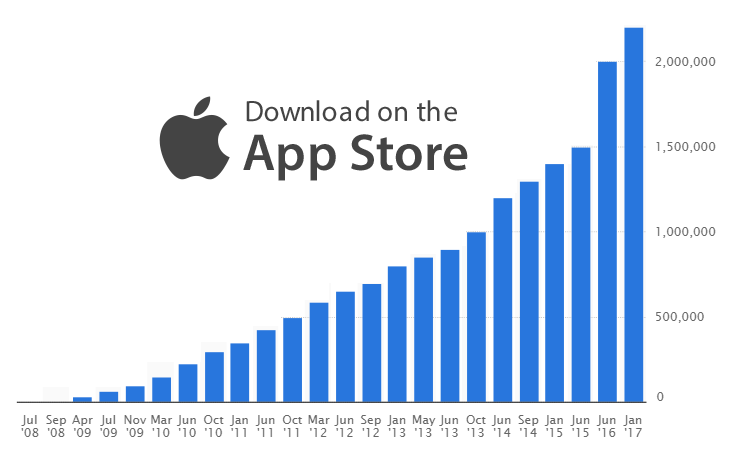 Download on the
App Store
2,000,000
1,500,000
1,000,000
500,000
0
Jul Sep Apr Jul Nov Mar Jun Oct Jan Jun Oct Mar Jun Sep Jan May Jun Oct Jun Sep Jan Jun Jun Jan
'08 '08 '09 '09 '09 '10 '10 '10 '11 '11 '11 '12 '12 '12 '13 '13 '13 '13 '14 '14 '15 '15 '16 '17